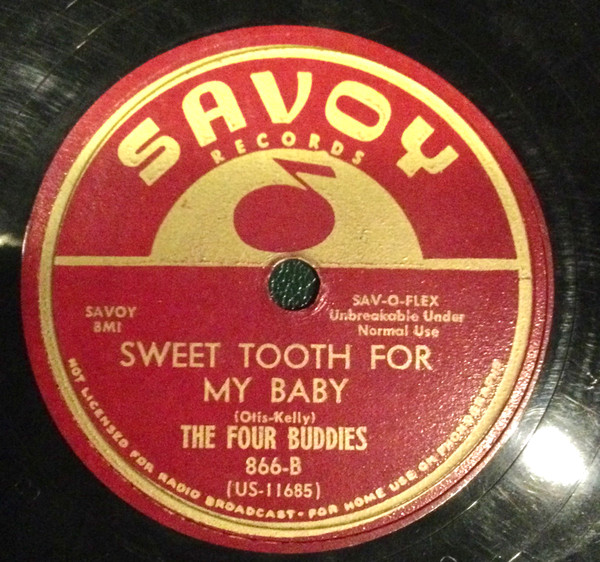 SAVOY
RECORDS
SAVOY
BMI
SAV-O-FLEX
Unbreakable Under
Normal Use
SWEET TOOTH FOR
MY BABY
(Otis-Kelly)
THE FOUR BUDDIES
866-B
(US-11685)
NOT LICENSED FOR RADIO BROADCAST - FOR HOME USE ON PHONOGRAPHS